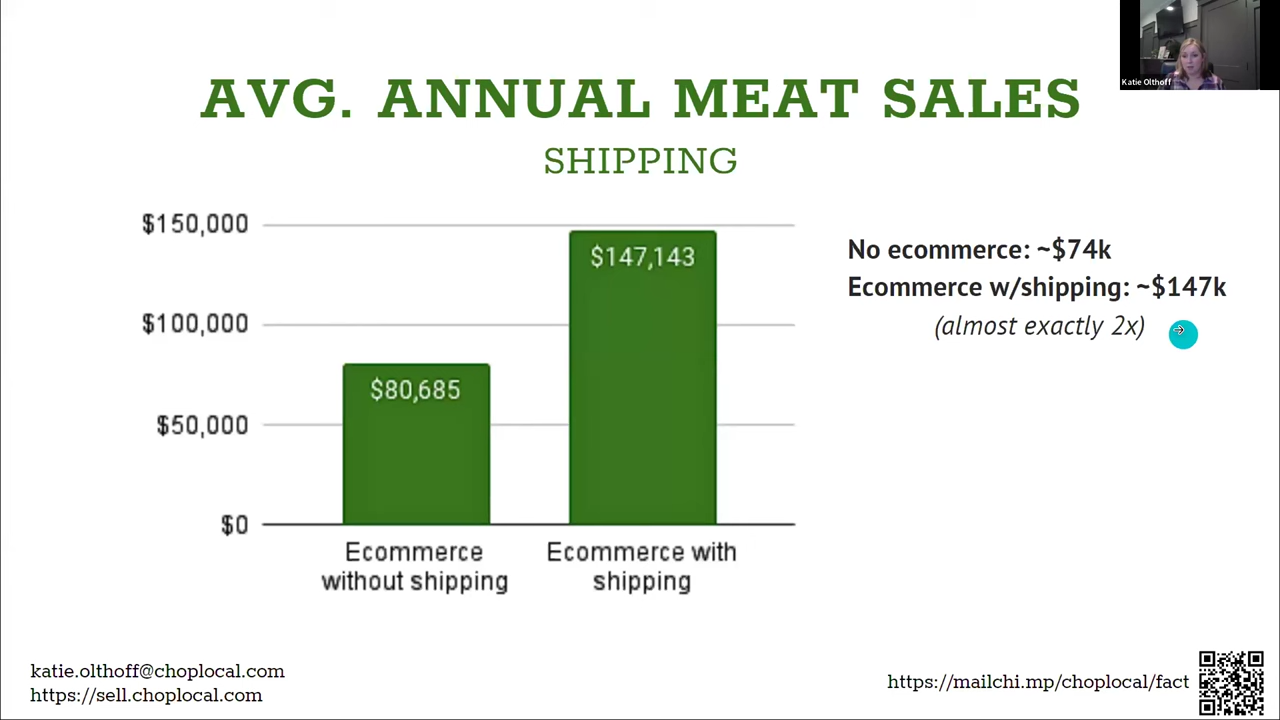 Katie Olthoff
AVG. ANNUAL MEAT SALES
SHIPPING
$150,000
$100,000
$50,000
$0
$80,685
$147,143
Ecommerce
without shipping
Ecommerce with
shipping
No ecommerce: ~$74k
Ecommerce w/shipping: ~$147k
(almost exactly 2x)
katie.olthoff@choplocal.com
https://sell.choplocal.com
https://mailchi.mp/choplocal/fact